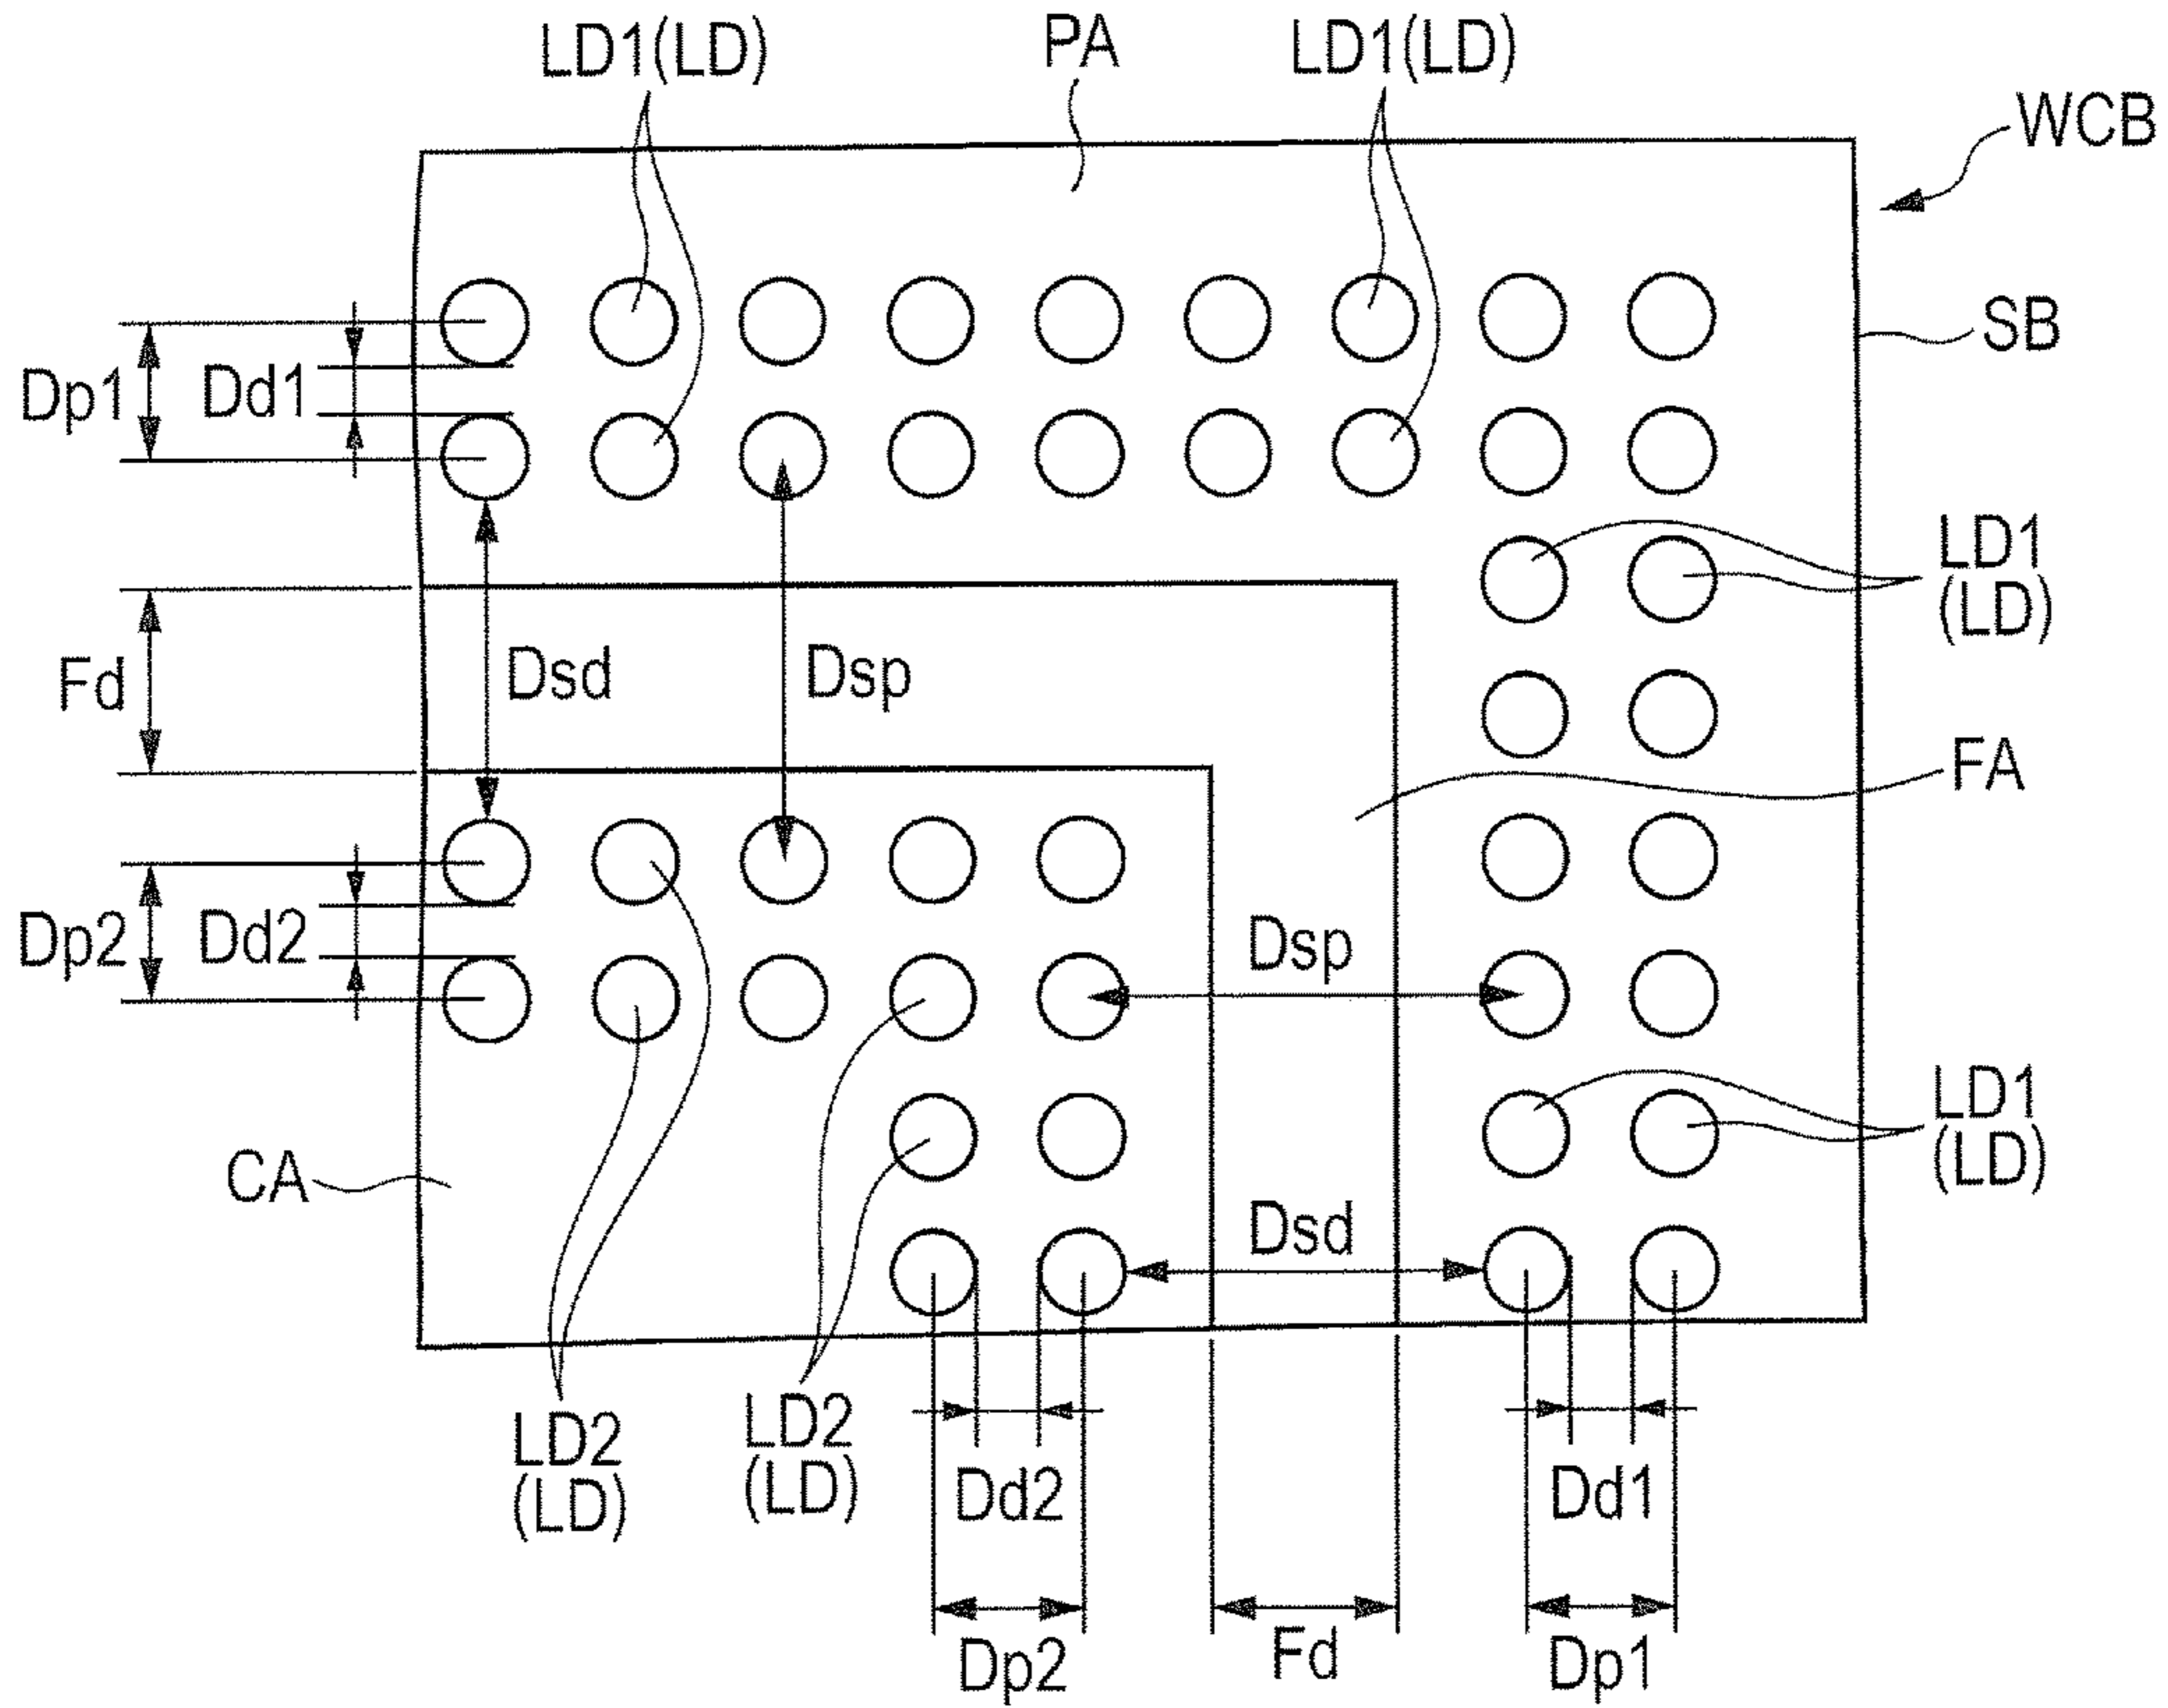 LD1(LD)
PA
LD1(LD)
WCB
SB
Dp1
Dd1
LD1
(LD)
Fd
Dsd
Dsp
FA
Dp2
Dd2
Dsp
CA
LD1
(LD)
Dsd
LD2
(LD)
LD2
(LD)
Dd2
Dd1
Dp2
Fd
Dp1